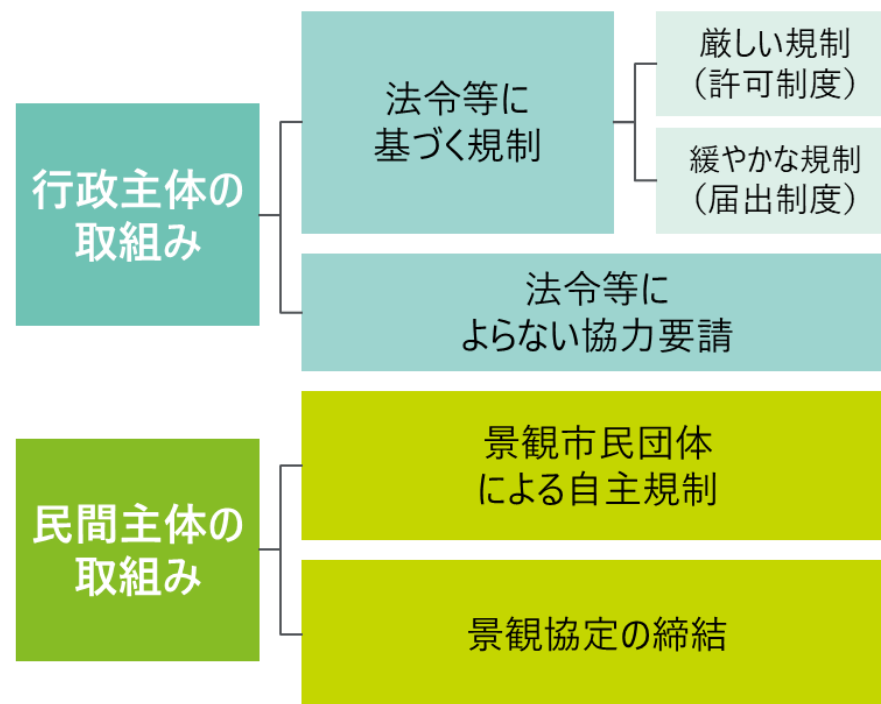 行政主体の
取組み
法令等に
基づく規制
厳しい規制
（許可制度）
緩やかな規制
（届出制度）
法令等に
よらない協力要請
民間主体の
取組み
景観市民団体
による自主規制
景観協定の締結